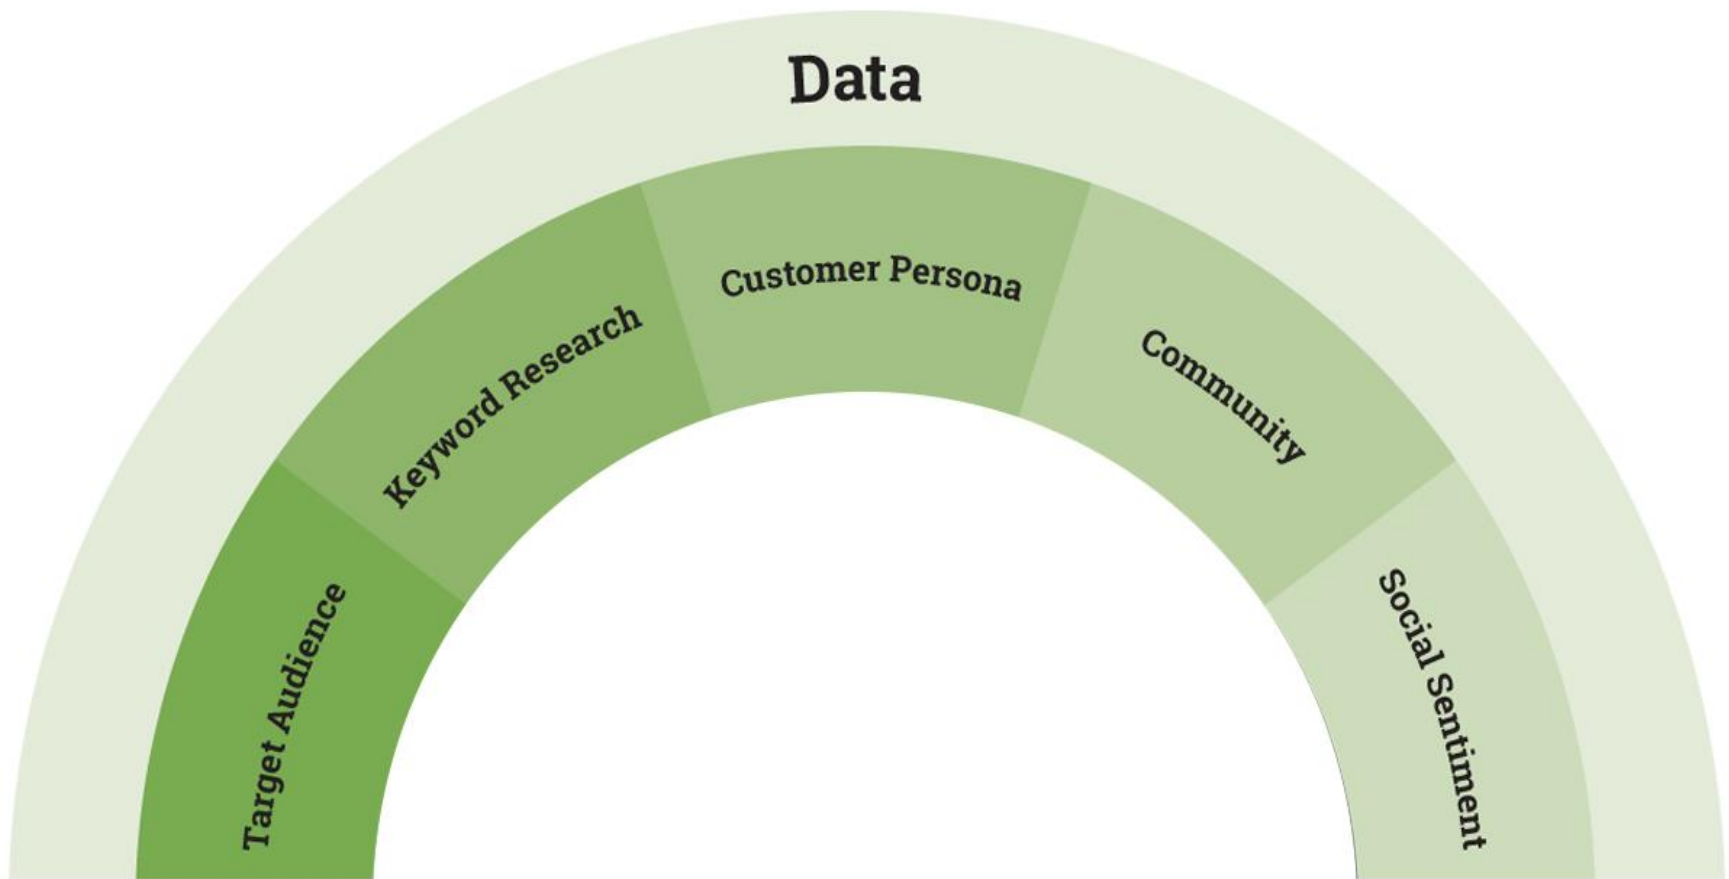 Data
Target Audience
Keyword Research
Customer Persona
Community
Social Sentiment